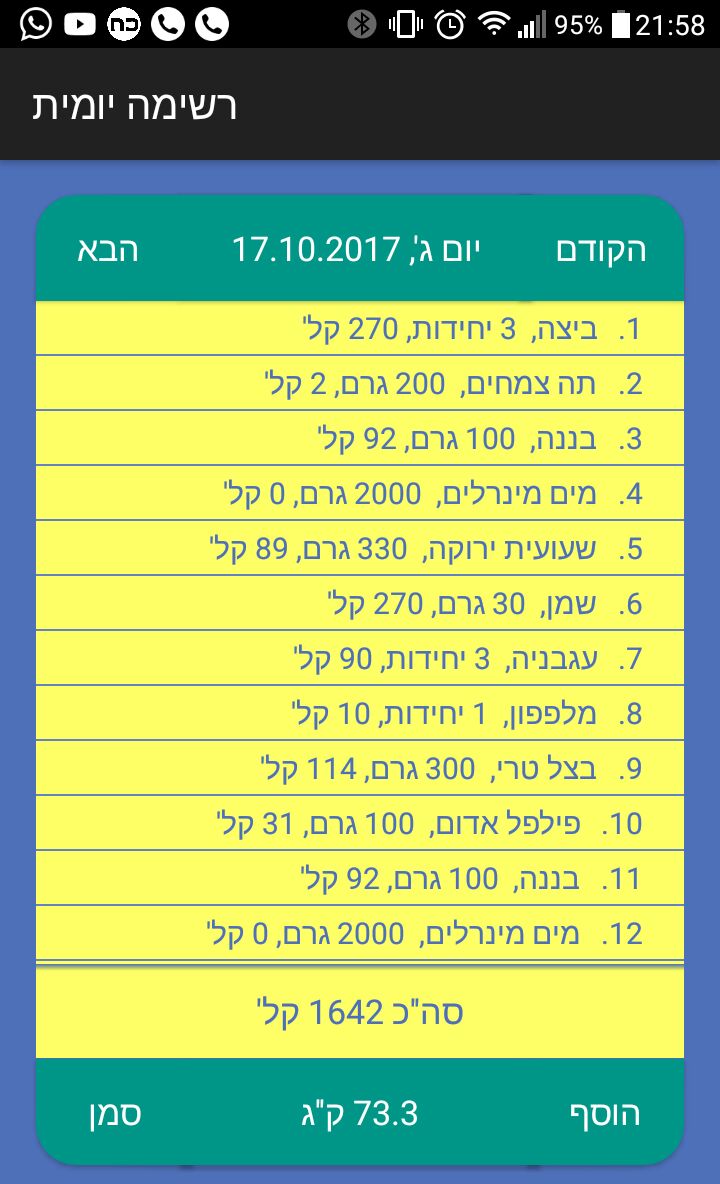 95% 21:58
רשימה יומית
הקודם יום ג', 17.10.2017 הבא
1. ביצה, 3 יחידות, 270 קל'
2. תה צמחים, 200 גרם, 2 קל'
3. בננה, 100 גרם, 92 קל'
4. מים מינרלים, 2000 גרם, 0 קל'
5. שעועית ירוקה, 330 גרם, 89 קל'
6. שמן, 30 גרם, 270 קל'
7. עגבניה, 3 יחידות, 90 קל'
8. מלפפון, 1 יחידות, 10 קל'
9. בצל טרי, 300 גרם, 114 קל'
10. פילפל אדום, 100 גרם, 31 קל'
11. בננה, 100 גרם, 92 קל'
12. מים מינרלים, 2000 גרם, 0 קל'
סה"כ 1642 קל'
הוסף 73.3 ק"ג סמן